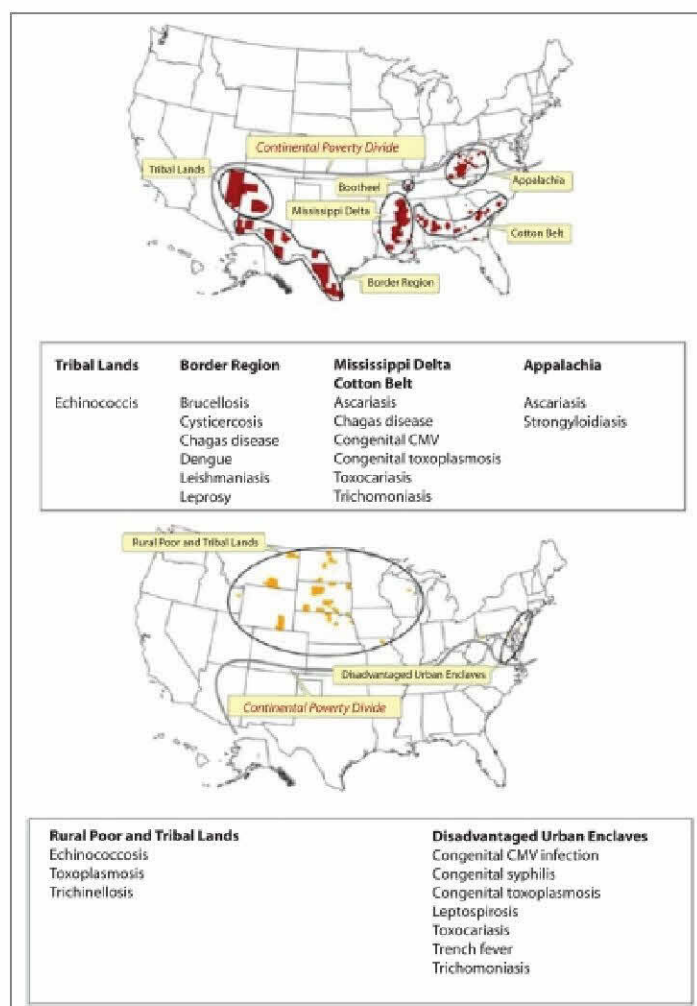 Continental Poverty Divide
Tribal Lands
Bootheel
Appalachia
Mississippi Delta
Cotton Belt
Border Region
Tribal Lands Border Region Mississippi Delta Appalachia
Cotton Belt
Echinococcis Brucellosis Ascariasis Ascariasis
Cysticercosis Chagas disease Strongyloidiasis
Chagas disease Congenital CMV
Dengue Congenital toxoplasmosis
Leishmaniasis Toxocariasis
Leprosy Trichomoniasis
Rural Poor and Tribal Lands
Disadvantaged Urban Enclaves
Continental Poverty Divide
Rural Poor and Tribal Lands Disadvantaged Urban Enclaves
Echinococcosis Congenital CMV infection
Toxoplasmosis Congenital syphilis
Trichinellosis Congenital toxoplasmosis
Leptospirosis
Toxocariasis
Trench fever
Trichomoniasis